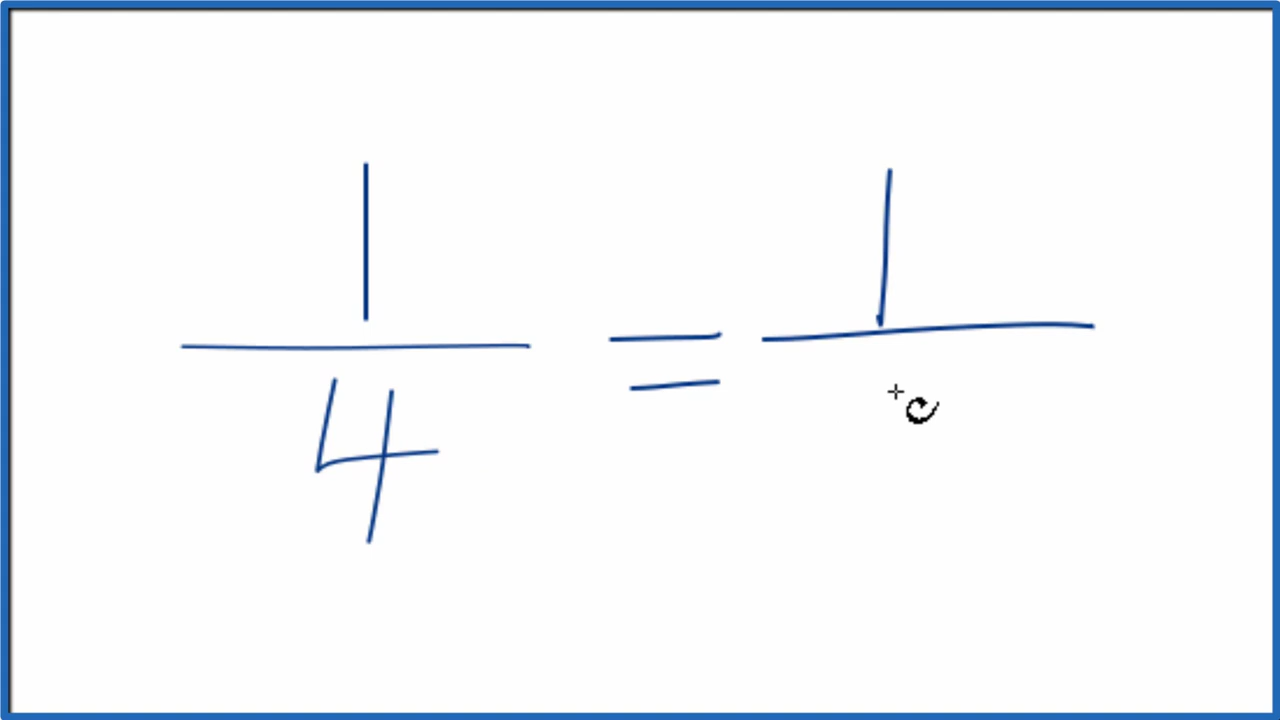 1/4 = 1/